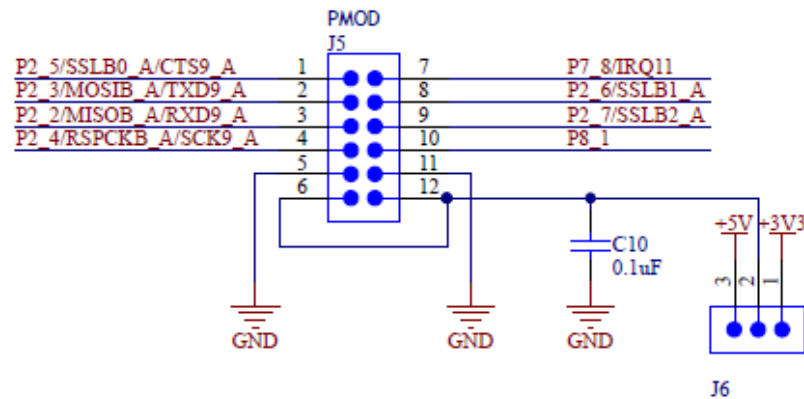 PMOD
J5
P2_5/SSLB0_A/CTS9_A 1 7 P7_8/IRQ11
P2_3/MOSIB_A/TXD9_A 2 8 P2_6/SSLB1_A
P2_2/MISOB_A/RXD9_A 3 9 P2_7/SSLB2_A
P2_4/RSPCKB_A/SCK9_A 4 10 P8_1
5 11
6 12
+5V +3V3
C10
0.1uF
3 2 1
GND GND GND
J6